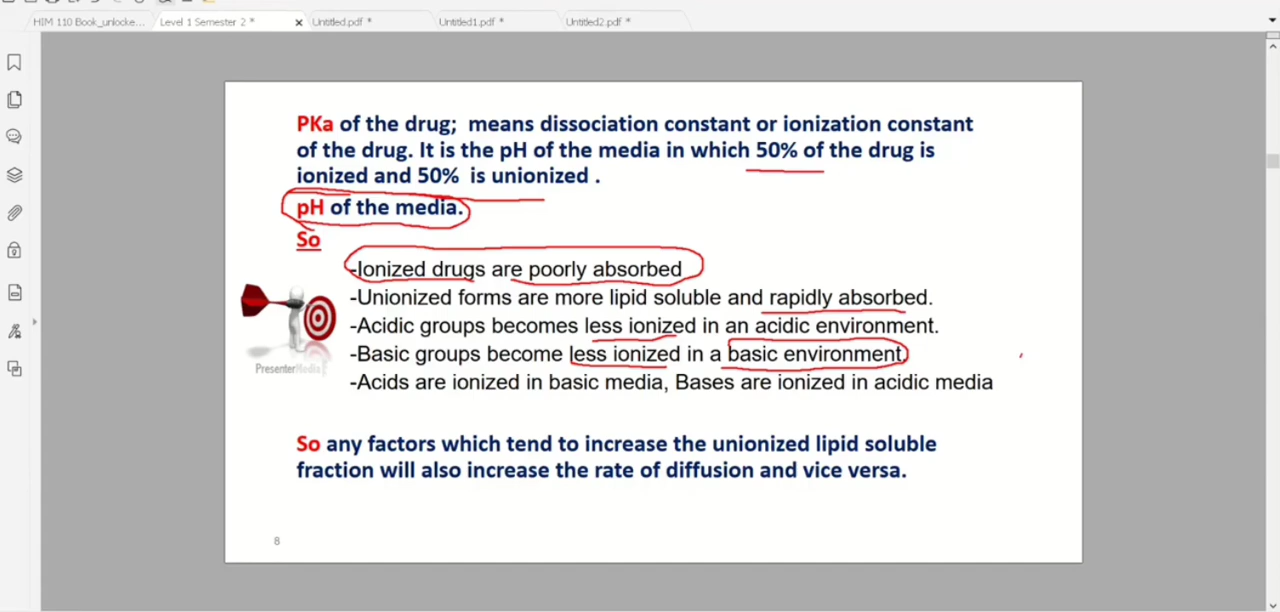 HIM 110 Book_unlocke... Level 1 Semester 2 * Untitled.pdf * Untitled1.pdf * Untitled2.pdf *
PKa of the drug; means dissociation constant or ionization constant
of the drug. It is the pH of the media in which 50% of the drug is
ionized and 50% is unionized .
pH of the media.
So
-Ionized drugs are poorly absorbed
-Unionized forms are more lipid soluble and rapidly absorbed.
-Acidic groups becomes less ionized in an acidic environment.
-Basic groups become less ionized in a basic environment.
-Acids are ionized in basic media, Bases are ionized in acidic media
PresenterMedia
So any factors which tend to increase the unionized lipid soluble
fraction will also increase the rate of diffusion and vice versa.
8